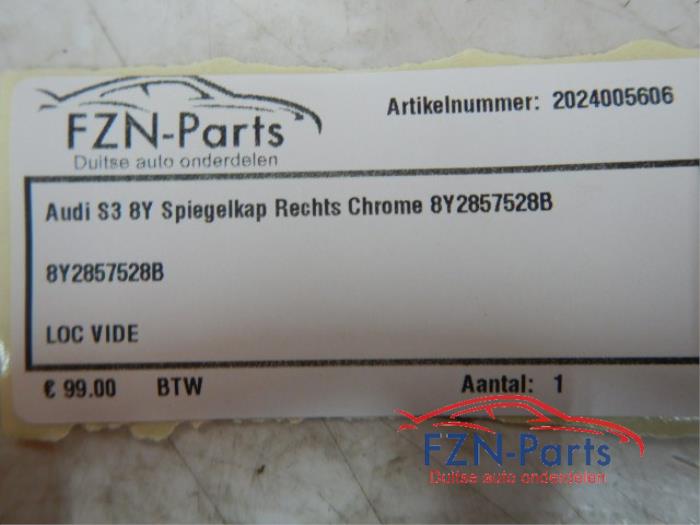 FZN-Parts
Duitse auto onderdelen
Artikelnummer: 2024005606
Audi S3 8Y Spiegelkap Rechts Chrome 8Y2857528B
8Y2857528B
LOC VIDE
€ 99.00 BTW Aantal: 1
FZN-Parts
Duitse auto onderdelen